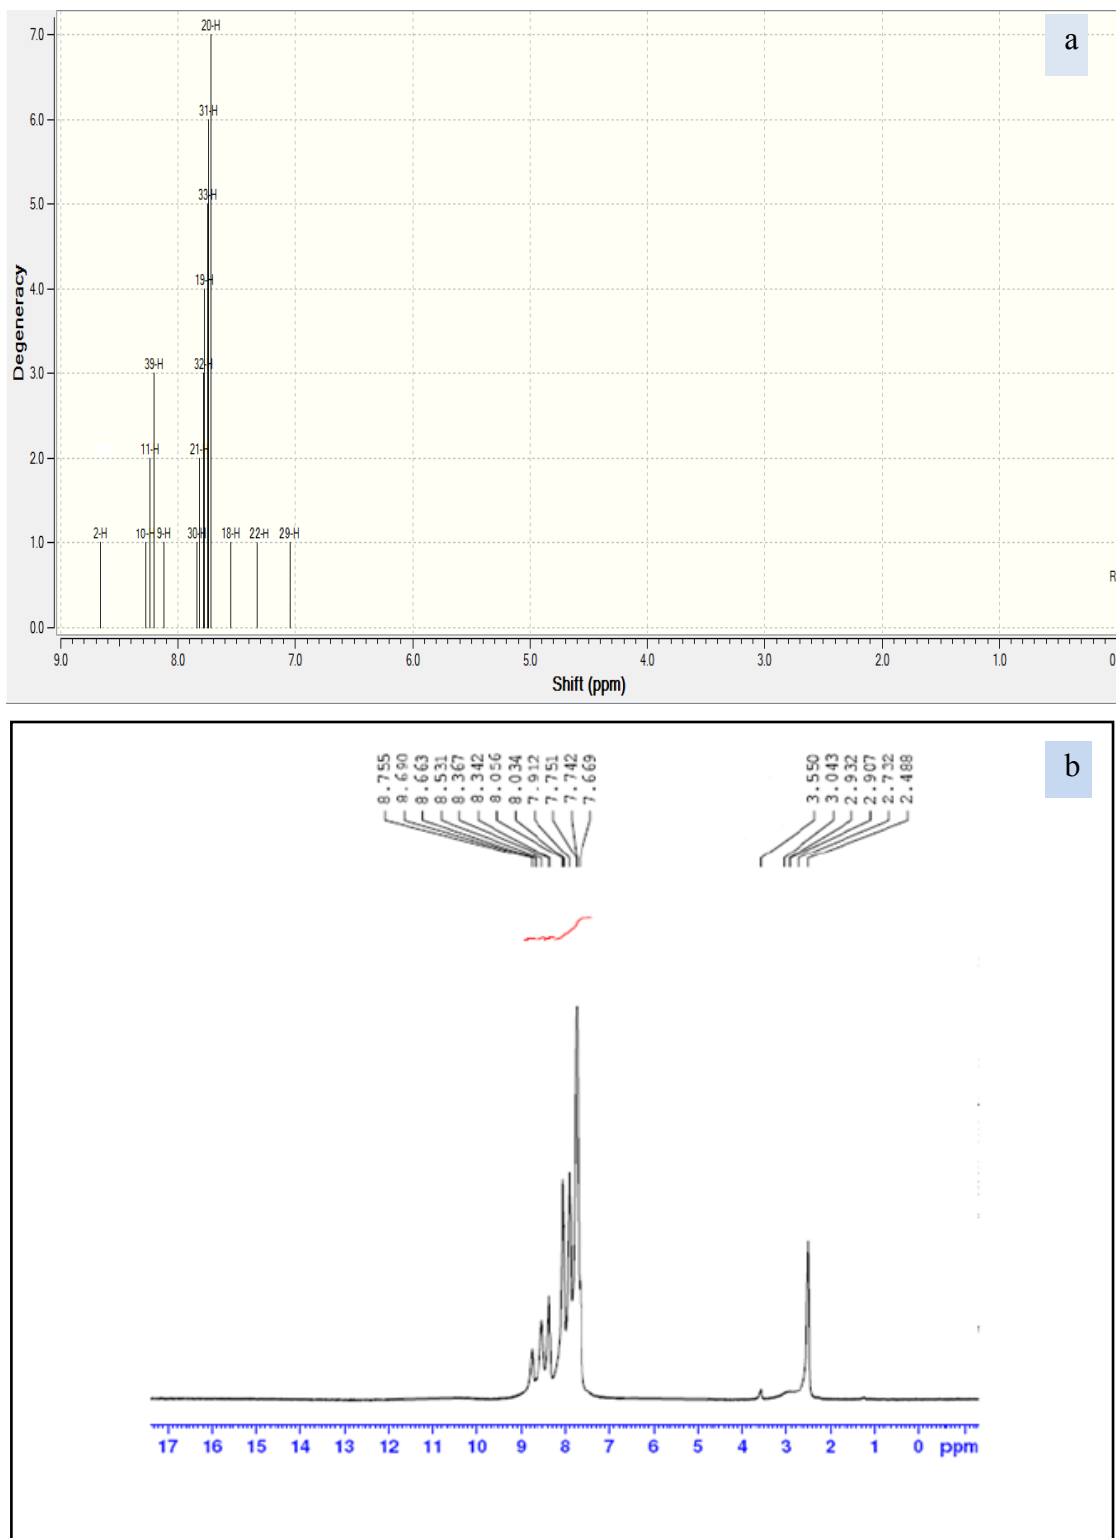 a
20-H
7.0
31-H
6.0
33-H
5.0
19-H
4.0
39-H
32-H
3.0
11-H
21-H
2.0
2-H
10-H
9-H
30-H
18-H
22-H
29-H
1.0
R
0.0
Degeneracy
9.0 8.0 7.0 6.0 5.0 4.0 3.0 2.0 1.0 0
Shift (ppm)
b
8.755
8.690
8.663
8.531
8.367
8.342
8.056
8.034
7.912
7.751
7.742
7.669
3.550
3.043
2.932
2.907
2.732
2.488
17 16 15 14 13 12 11 10 9 8 7 6 5 4 3 2 1 0 ppm